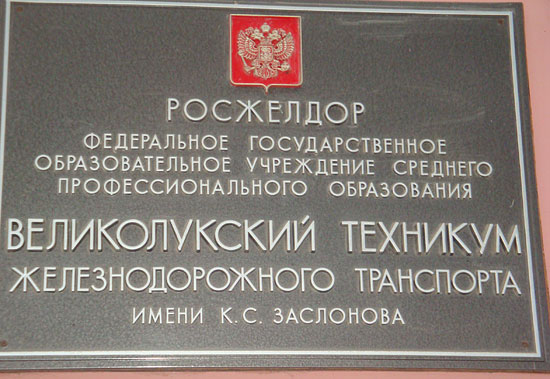 РОСЖЕЛДОР
ФЕДЕРАЛЬНОЕ ГОСУДАРСТВЕННОЕ
ОБРАЗОВАТЕЛЬНОЕ УЧРЕЖДЕНИЕ СРЕДНЕГО
ПРОФЕССИОНАЛЬНОГО ОБРАЗОВАНИЯ
ВЕЛИКОЛУКСКИЙ ТЕХНИКУМ
ЖЕЛЕЗНОДОРОЖНОГО ТРАНСПОРТА
ИМЕНИ К.С. ЗАСЛОНОВА